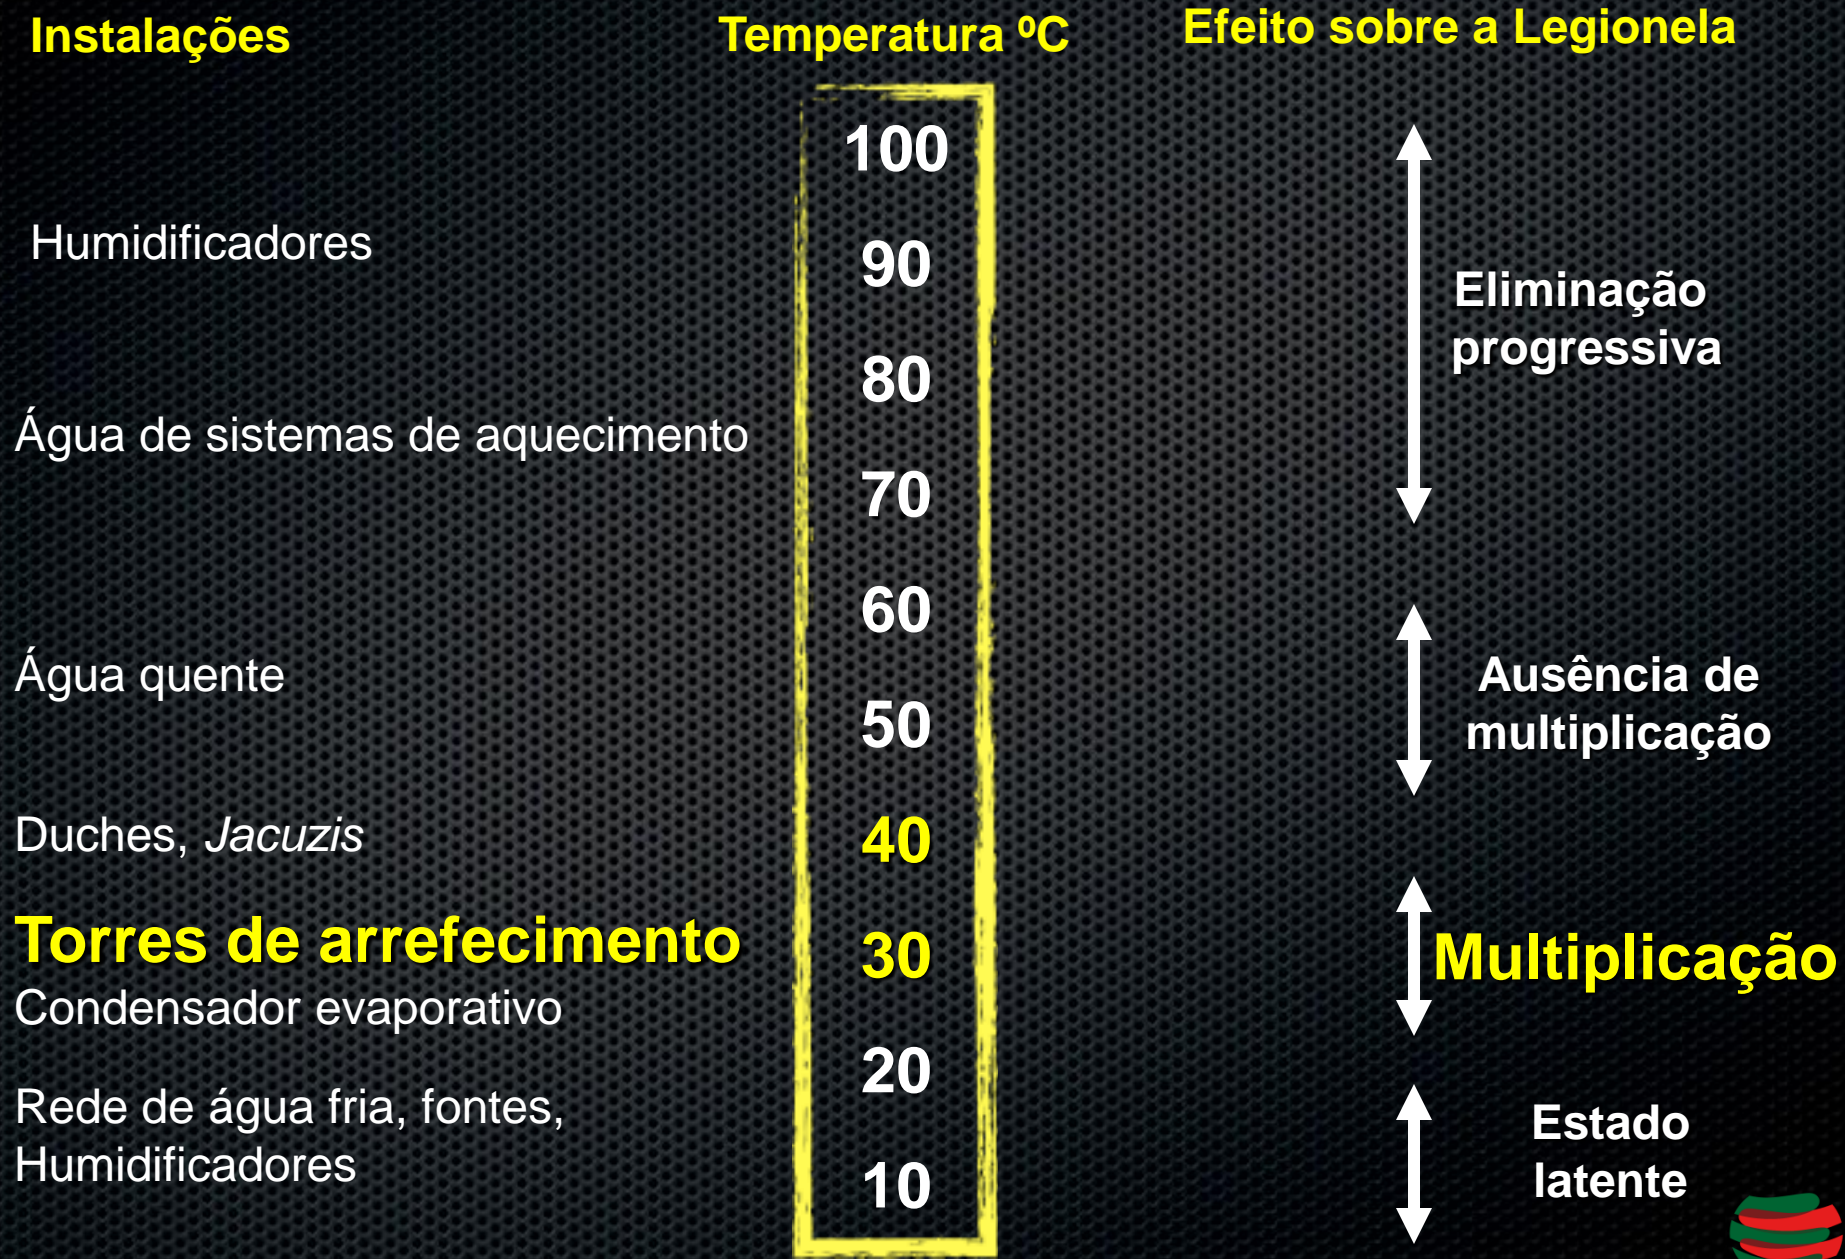 Instalações
Temperatura ºC
Efeito sobre a Legionela
100
Humidificadores
90
Eliminação
progressiva
80
Água de sistemas de aquecimento
70
60
Água quente
Ausência de
multiplicação
50
Duches, Jacuzis
40
Torres de arrefecimento
30
Multiplicação
Condensador evaporativo
20
Rede de água fria, fontes,
Humidificadores
Estado
latente
10